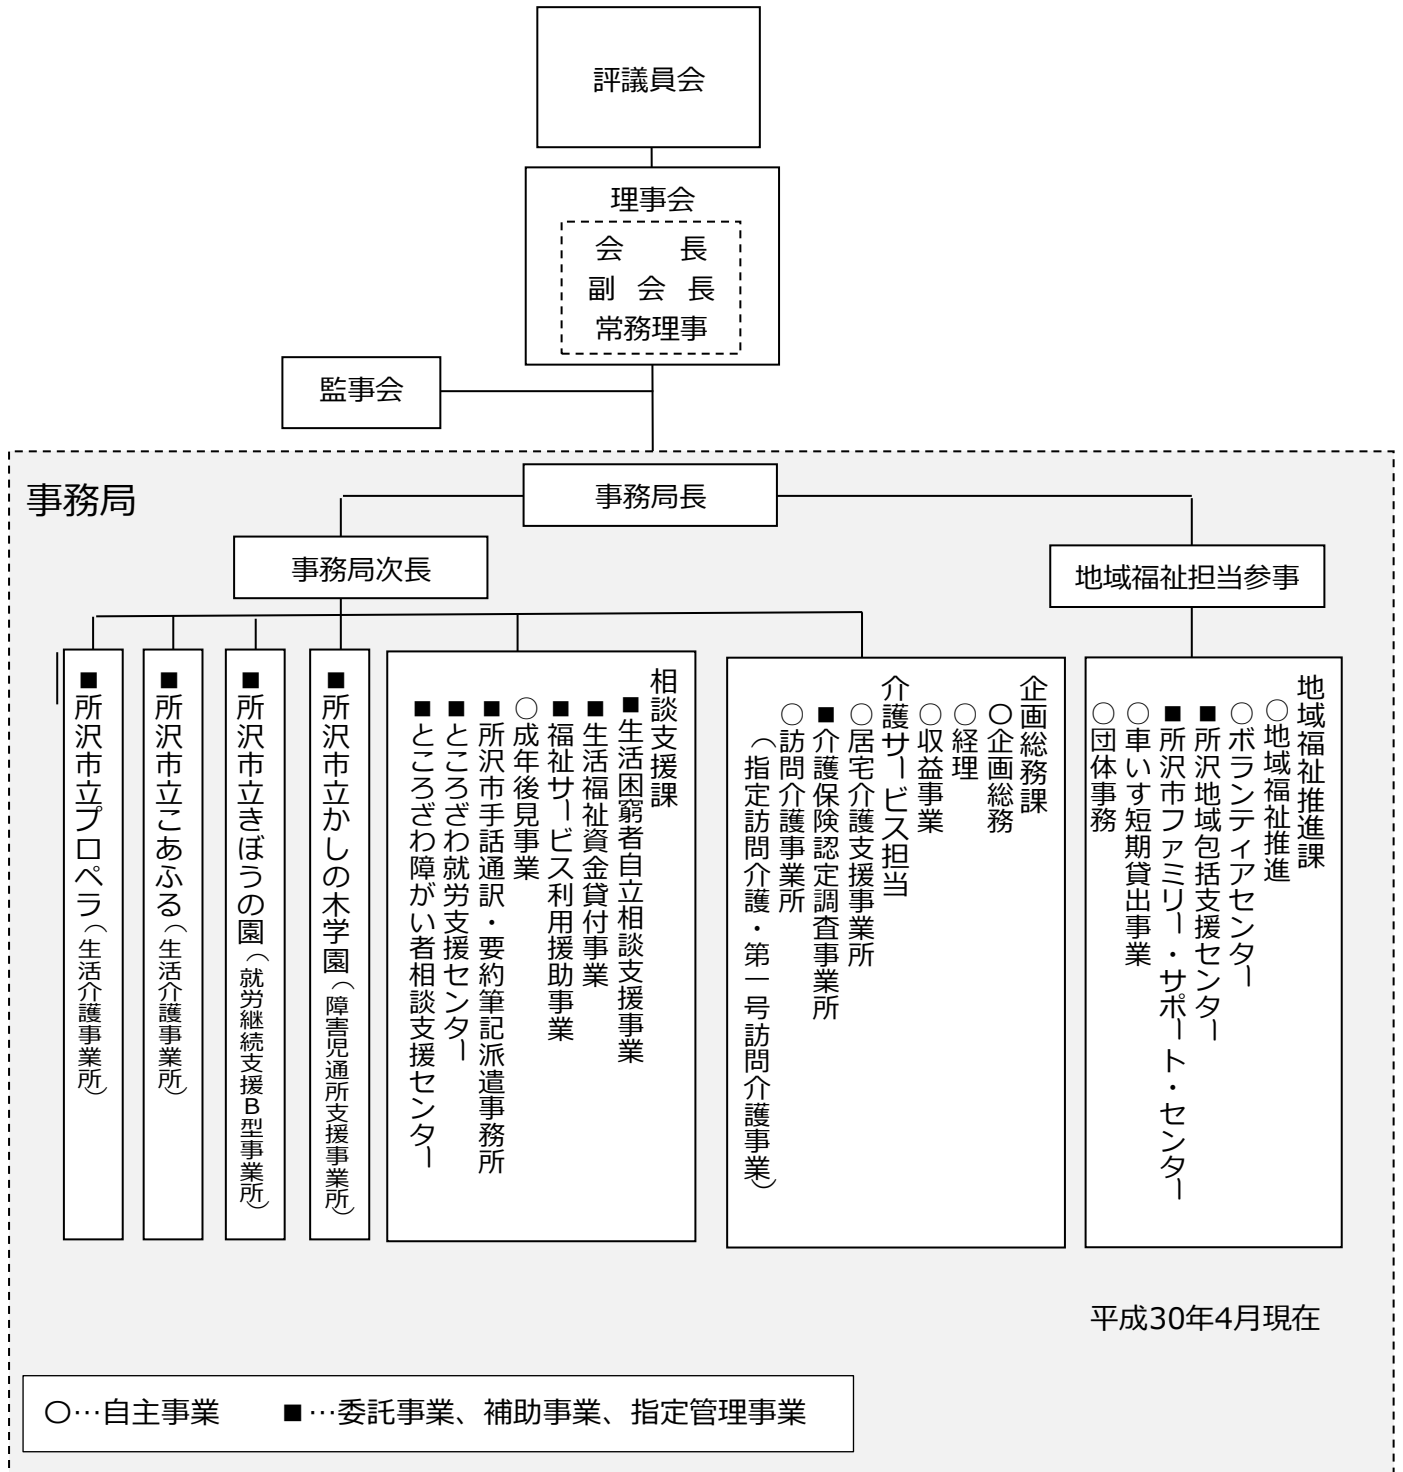 評議員会
理事会
会　　長
副　会　長
常務理事
監事会
事務局
事務局長
事務局次長
地域福祉担当参事
地域福祉推進課
○地域福祉推進
○ボランティアセンター
■所沢地域包括支援センター
■所沢市ファミリー・サポート・センター
○車いす短期貸出事業
○団体事務
企画総務課
○企画総務
○経理
○収益事業
介護サービス担当
○居宅介護支援事業所
■介護保険認定調査事業所
○訪問介護事業所
（指定訪問介護・第一号訪問介護事業）
相談支援課
■生活困窮者自立相談支援事業
■生活福祉資金貸付事業
■福祉サービス利用援助事業
○成年後見事業
■所沢市手話通訳・要約筆記派遣事務所
■ところざわ就労支援センター
■ところざわ障がい者相談支援センター
■所沢市立かしの木学園（障害児通所支援事業所）
■所沢市立きぼうの園（就労継続支援B型事業所）
■所沢市立こあふる（生活介護事業所）
■所沢市立プロペラ（生活介護事業所）
平成30年4月現在
○…自主事業　　■…委託事業、補助事業、指定管理事業